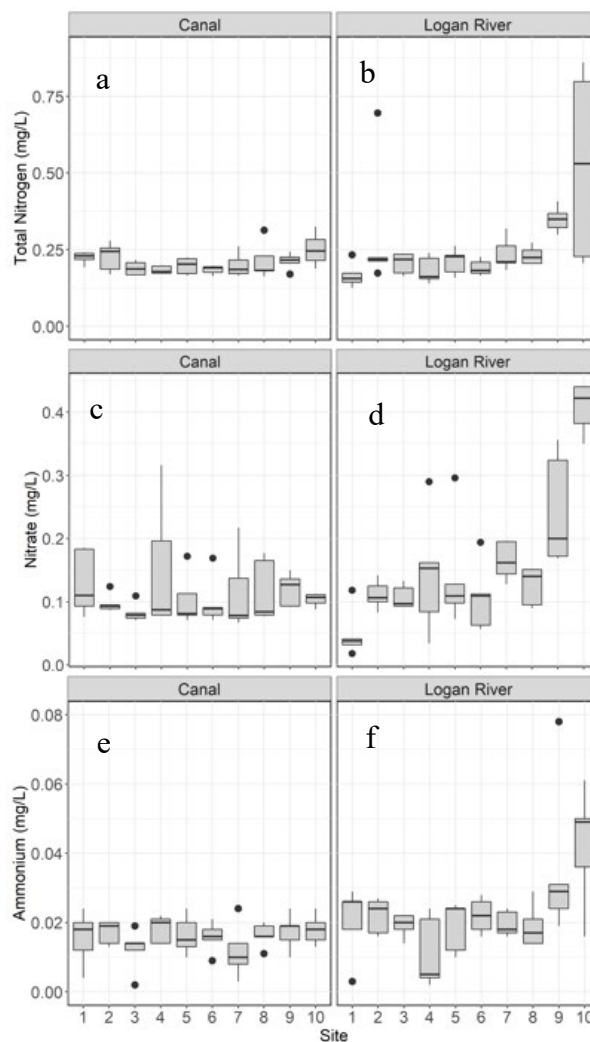 Canal Logan River
a b
Total Nitrogen (mg/L)
0.75
0.50
0.25
0.00
Canal Logan River
c d
Nitrate (mg/L)
0.4
0.3
0.2
0.1
0.0
Canal Logan River
e f
Ammonium (mg/L)
0.08
0.06
0.04
0.02
0.00
1 2 3 4 5 6 7 8 9 10 1 2 3 4 5 6 7 8 9 10
Site